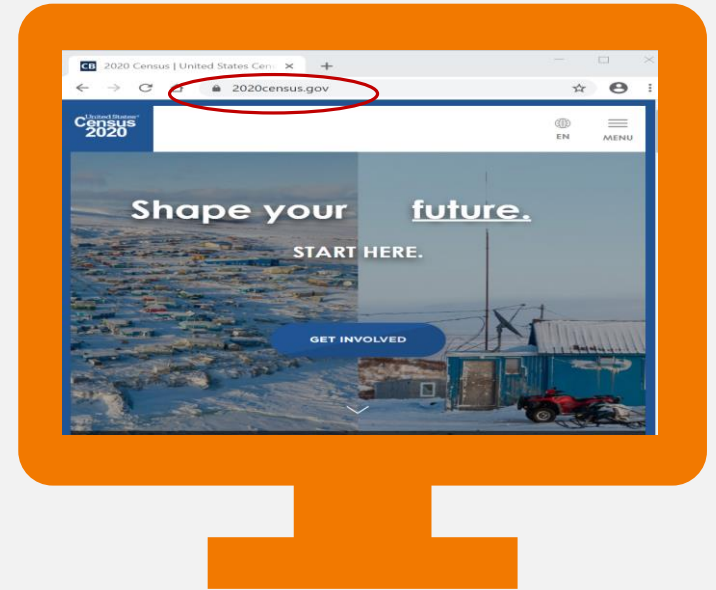 CB 2020 Census | United States Cen
2020census.gov
United States®
Census
2020
EN
MENU
Shape your future.
START HERE.
GET INVOLVED